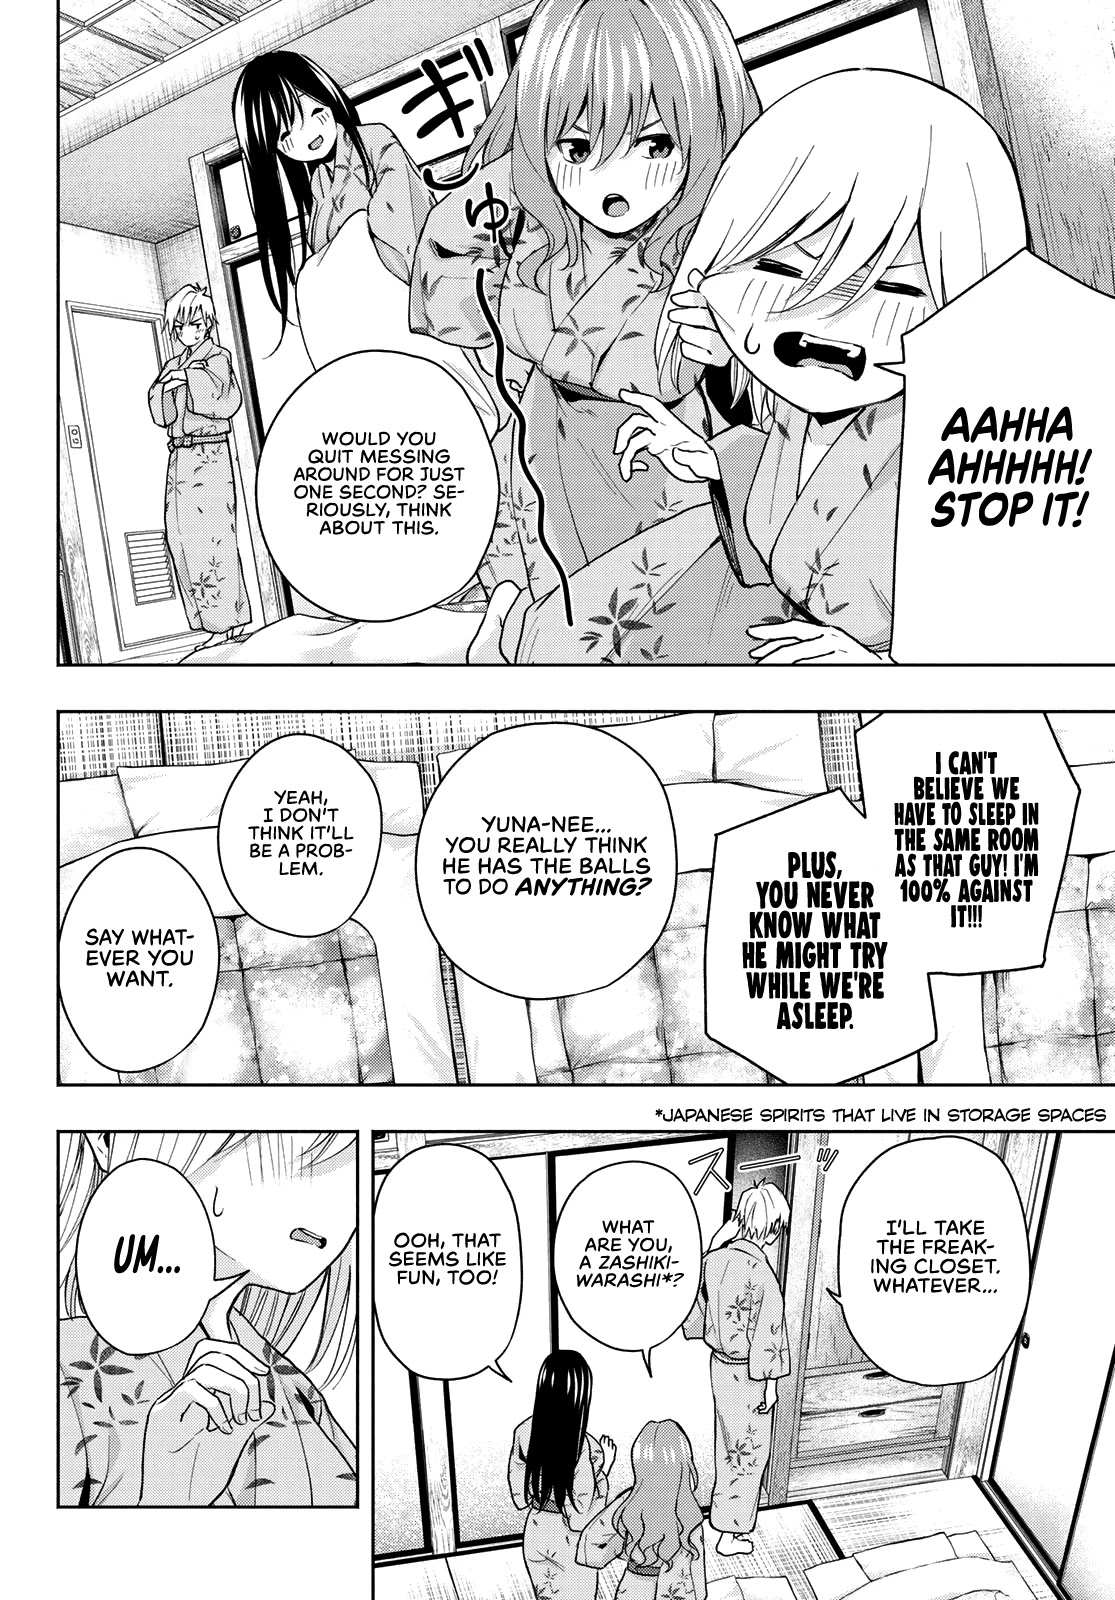 AAHHA
AHHHHH!
STOP IT!
ギ
じゅ
WOULD YOU
QUIT MESSING
AROUND FOR JUST
ONE SECOND? SE-
RIOUSLY, THINK
ABOUT THIS.
I CAN'T
BELIEVE WE
HAVE TO SLEEP IN
THE SAME ROOM
AS THAT GUY! I'M
100% AGAINST
IT!!!
PLUS,
YOU NEVER
KNOW WHAT
HE MIGHT TRY
WHILE WE'RE
ASLEEP.
YUNA-NEE...
YOU REALLY THINK
HE HAS THE BALLS
TO DO ANYTHING?
YEAH,
I DON'T
THINK IT'LL
BE A PROB-
LEM.
SAY WHAT-
EVER YOU
WANT.
*JAPANESE SPIRITS THAT LIVE IN STORAGE SPACES
I'LL TAKE
THE FREAK-
ING CLOSET.
WHATEVER...
スーッ
WHAT
ARE YOU,
A ZASHIKI-
WARASHI*?
OOH, THAT
SEEMS LIKE
FUN, TOO!
UM...